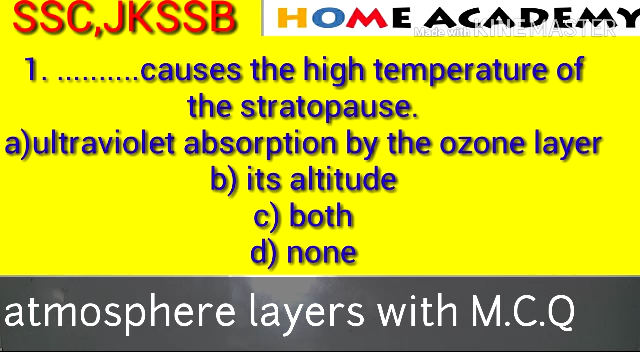 SSC,JKSSB
HOME ACADEMY
Made with KINEMASTER
1. ..........causes the high temperature of
the stratopause.
a)ultraviolet absorption by the ozone layer
b) its altitude
c) both
d) none
atmosphere layers with M.C.Q